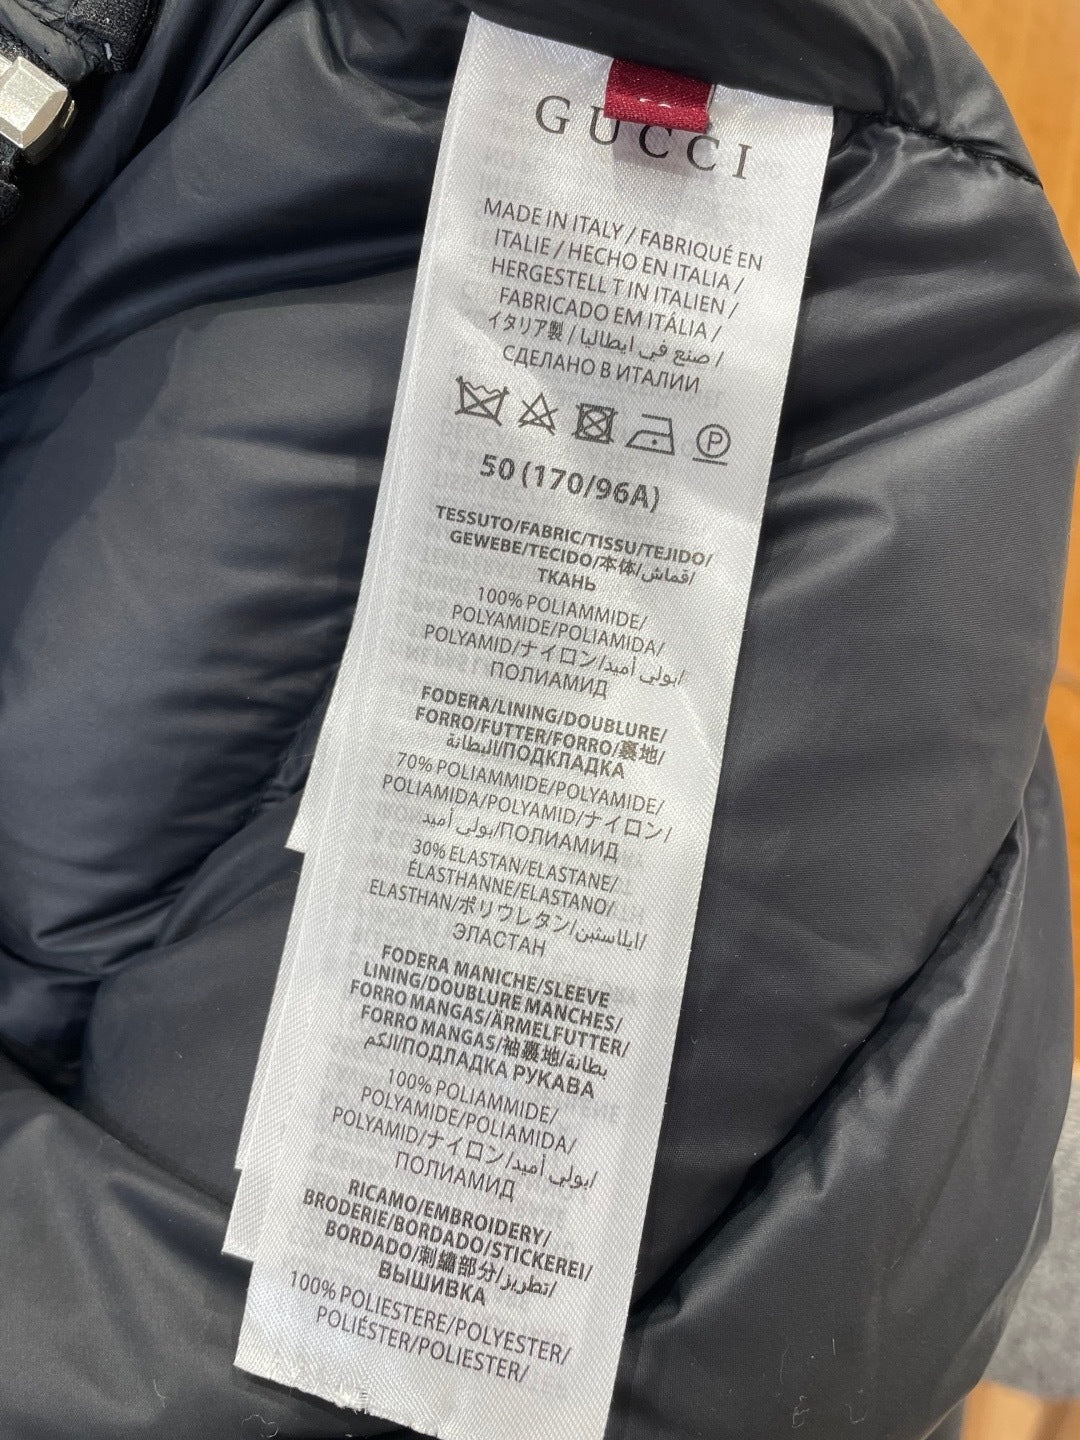 GUCCI
MADE IN ITALY / FABRIQUÉ EN
ITALIE / HECHO EN ITALIA /
HERGESTELL T IN ITALIEN /
FABRICADO EM ITÁLIA /
イタリア製 / صنع في ايطاليا /
СДЕЛАНО В ИТАЛИИ
P
50 (170/96A)
TESSUTO/FABRIC/TISSU/TEJIDO/
GEWEBE/TECIDO/本体/قماش/
ТКАНЬ
100% POLIAMMIDE/
POLYAMIDE/POLIAMIDA/
POLYAMID/ナイロン/بولي أميد/
ПОЛИАМИД
FODERA/LINING/DOUBLURE/
FORRO/FUTTER/FORRO/裏地/
البطانة/ПОДКЛАДКА
70% POLIAMMIDE/POLYAMIDE/
POLIAMIDA/POLYAMID/ナイロン/
بولي أميد/ПОЛИАМИД
30% ELASTAN/ELASTANE/
ÉLASTHANNE/ELASTANO/
ELASTHAN/ポリウレタン/ايلاستين/
ЭЛАСТАН
FODERA MANICHE/SLEEVE
LINING/DOUBLURE MANCHES/
FORRO MANGAS/ÄRMELFUTTER/
FORRO MANGAS/袖裏地/بطانة
الكم/ПОДЛАДКА РУКАВА
100% POLIAMMIDE/
POLYAMIDE/POLIAMIDA/
POLYAMID/ナイロン/بولي أميد/
ПОЛИАМИД
RICAMO/EMBROIDERY/
BRODERIE/BORDADO/STICKEREI/
BORDADO/刺繍部分/تطريز/
ВЫШИВКА
100% POLIESTERE/POLYESTER/
POLIÉSTER/POLIESTER/